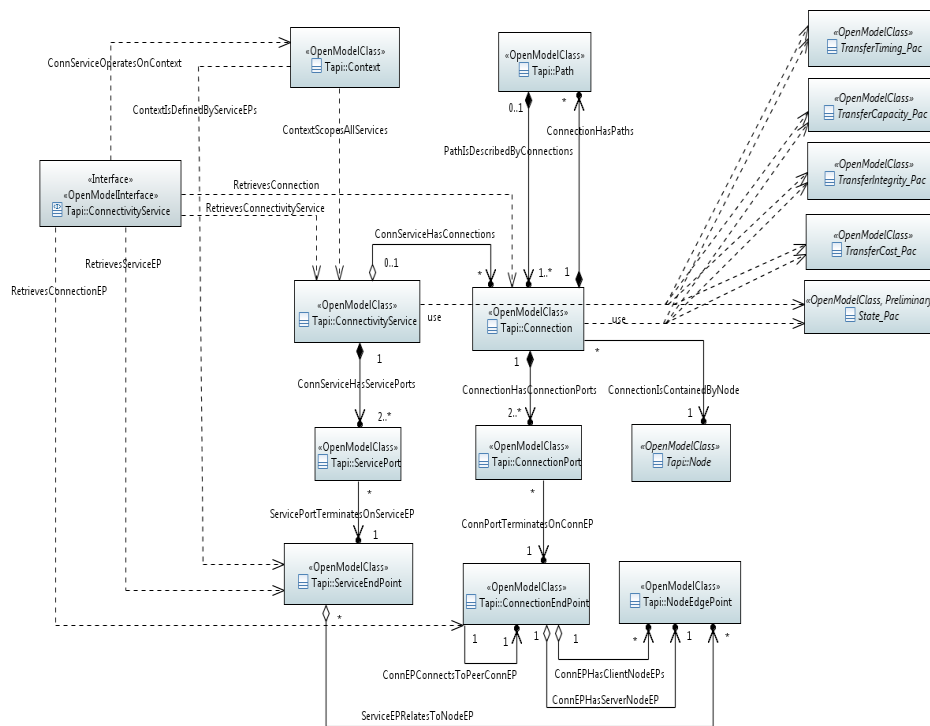 «OpenModelClass»
TransferTiming_Pac
«OpenModelClass»
Tapi::Context
«OpenModelClass»
Tapi::Path
ConnServiceOperatesOnContext
«OpenModelClass»
TransferCapacity_Pac
0..1
*
ContextIsDefinedByServiceEPs
ContextScopesAllServices
ConnectionHasPaths
PathIsDescribedByConnections
«OpenModelClass»
TransferIntegrity_Pac
«Interface»
«OpenModelInterface»
Tapi::ConnectivityService
RetrievesConnection
RetrievesConnectivityService
«OpenModelClass»
TransferCost_Pac
ConnServiceHasConnections
RetrievesServiceEP
0..1
*
1..*
1
RetrievesConnectionEP
«OpenModelClass»
Tapi::ConnectivityService
use
«OpenModelClass»
Tapi::Connection
use
«OpenModelClass, Preliminary
State_Pac
1
1
*
ConnServiceHasServicePorts
ConnectionHasConnectionPorts
ConnectionIsContainedByNode
2..*
2..*
1
«OpenModelClass»
Tapi::ServicePort
«OpenModelClass»
Tapi::ConnectionPort
«OpenModelClass»
Tapi::Node
*
*
ServicePortTerminatesOnServiceEP
ConnPortTerminatesOnConnEP
1
1
«OpenModelClass»
Tapi::ServiceEndPoint
«OpenModelClass»
Tapi::ConnectionEndPoint
«OpenModelClass»
Tapi::NodeEdgePoint
*
1
1
1
1
*
1
*
ConnEPConnectsToPeerConnEP
ConnEPHasClientNodeEPs
ConnEPHasServerNodeEP
ServiceEPRelatesToNodeEP